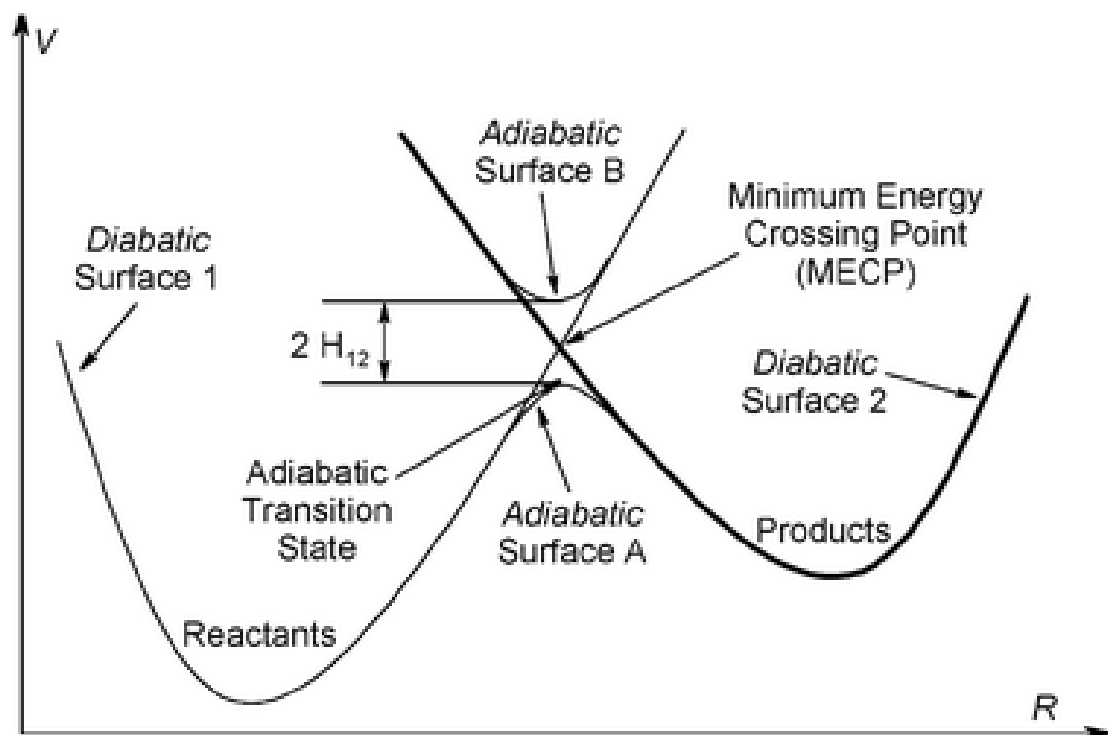 V
Adiabatic
Surface B
Minimum Energy
Crossing Point
(MECP)
Diabatic
Surface 1
2 H₁₂
Diabatic
Surface 2
Adiabatic
Transition
State
Adiabatic
Surface A
Products
Reactants
R